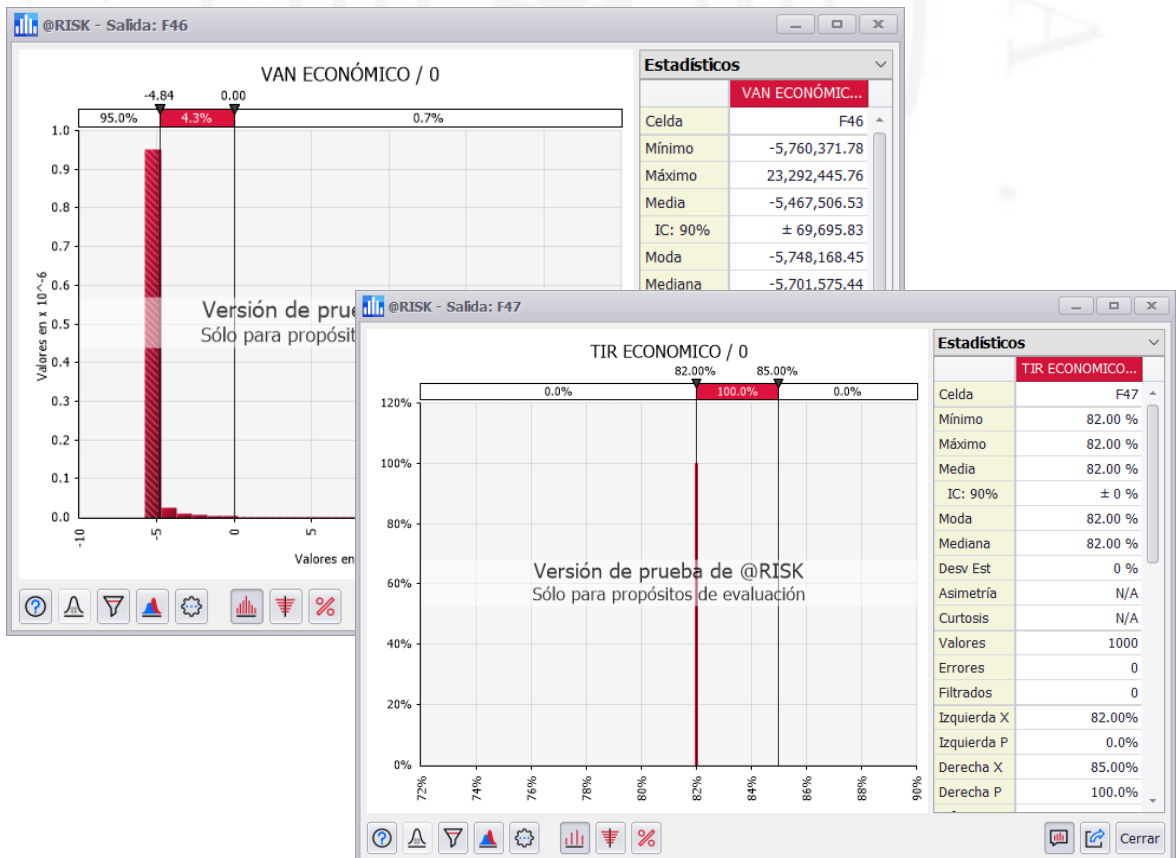 @RISK - Salida: F46
VAN ECONÓMICO / 0
-4.84 0.00
95.0% 4.3% 0.7%
1.0
0.9
0.8
0.7
0.6
0.5
0.4
0.3
0.2
0.1
0.0
Valores en x 10^-6
-10 -5 0 5
Valores en
Versión de prue
Sólo para propósit
Estadísticos
VAN ECONÓMIC...
Celda F46
Mínimo -5,760,371.78
Máximo 23,292,445.76
Media -5,467,506.53
IC: 90% ± 69,695.83
Moda -5,748,168.45
Mediana -5,701,575.44
@RISK - Salida: F47
TIR ECONOMICO / 0
82.00% 85.00%
0.0% 100.0% 0.0%
120%
100%
80%
60%
40%
20%
0%
72% 74% 76% 78% 80% 82% 84% 86% 88% 90%
Versión de prueba de @RISK
Sólo para propósitos de evaluación
Estadísticos
TIR ECONOMICO...
Celda F47
Mínimo 82.00 %
Máximo 82.00 %
Media 82.00 %
IC: 90% ± 0 %
Moda 82.00 %
Mediana 82.00 %
Desv Est 0 %
Asimetría N/A
Curtosis N/A
Valores 1000
Errores 0
Filtrados 0
Izquierda X 82.00%
Izquierda P 0.0%
Derecha X 85.00%
Derecha P 100.0%
Cerrar